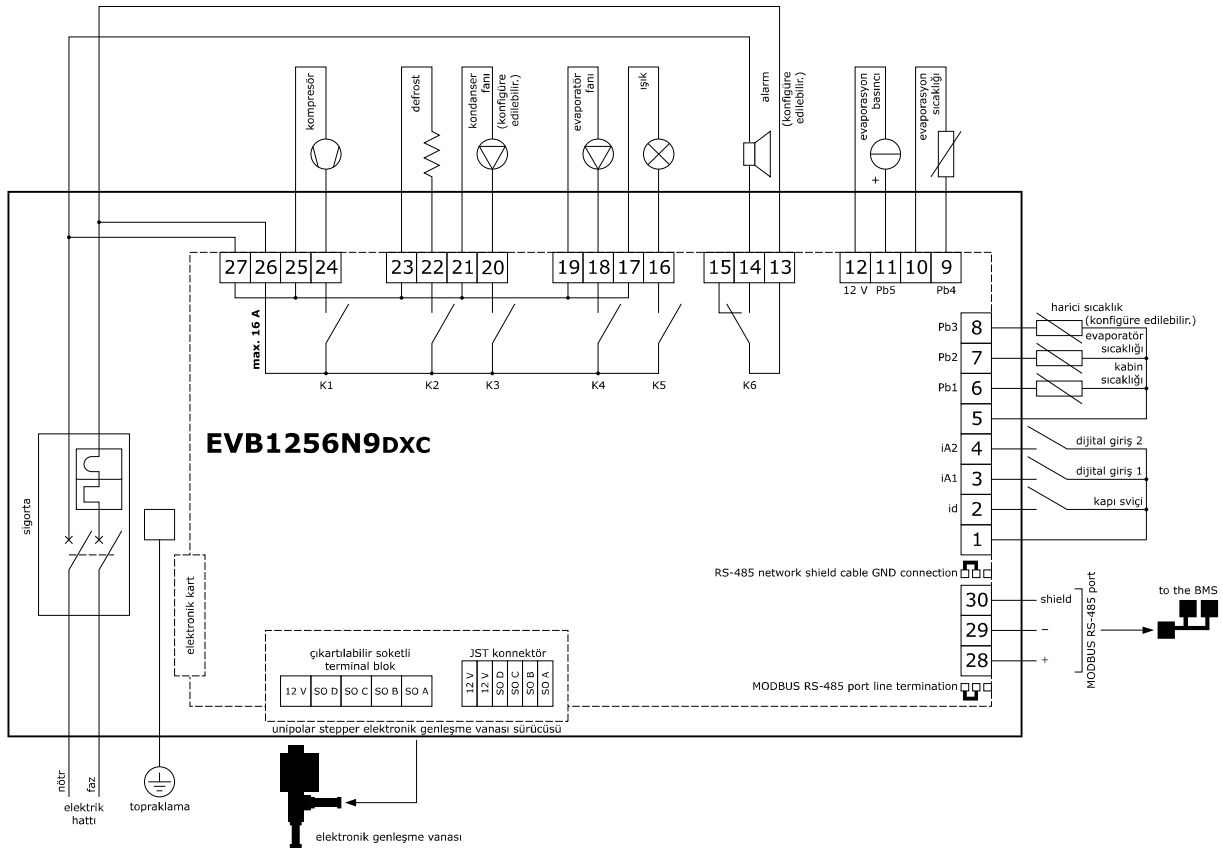 kompresör
defrost
kondanser
fanı
(konfigüre
edilebilir.)
evaporatör
fanı
ışık
alarm
(konfigüre
edilebilir.)
evaporasyon
basıncı
+
evaporasyon
sıcaklığı
27 26 25 24
23 22 21 20
19 18 17 16
15 14 13
12 11 10 9
12 V Pb5 Pb4
max. 16 A
K1 K2 K3 K4 K5 K6
harici sıcaklık
(konfigüre edilebilir.)
Pb3 8
evaporatör
sıcaklığı
Pb2 7
kabin
sıcaklığı
Pb1 6
5
iA2 4 dijital giriş 2
iA1 3 dijital giriş 1
id 2 kapı sviçi
1
EVB1256N9DXC
sigorta
elektronik kart
RS-485 network shield cable GND connection
30 shield
29 −
28 +
MODBUS RS-485 port
to the BMS
MODBUS RS-485 port line termination
çıkartılabilir soketli
terminal blok
12 V SO D SO C SO B SO A
JST konnektör
12 V 12 V SO D SO C SO B SO A
unipolar stepper elektronik genleşme vanası sürücüsü
nötr
faz
elektrik
hattı
topraklama
elektronik genleşme vanası